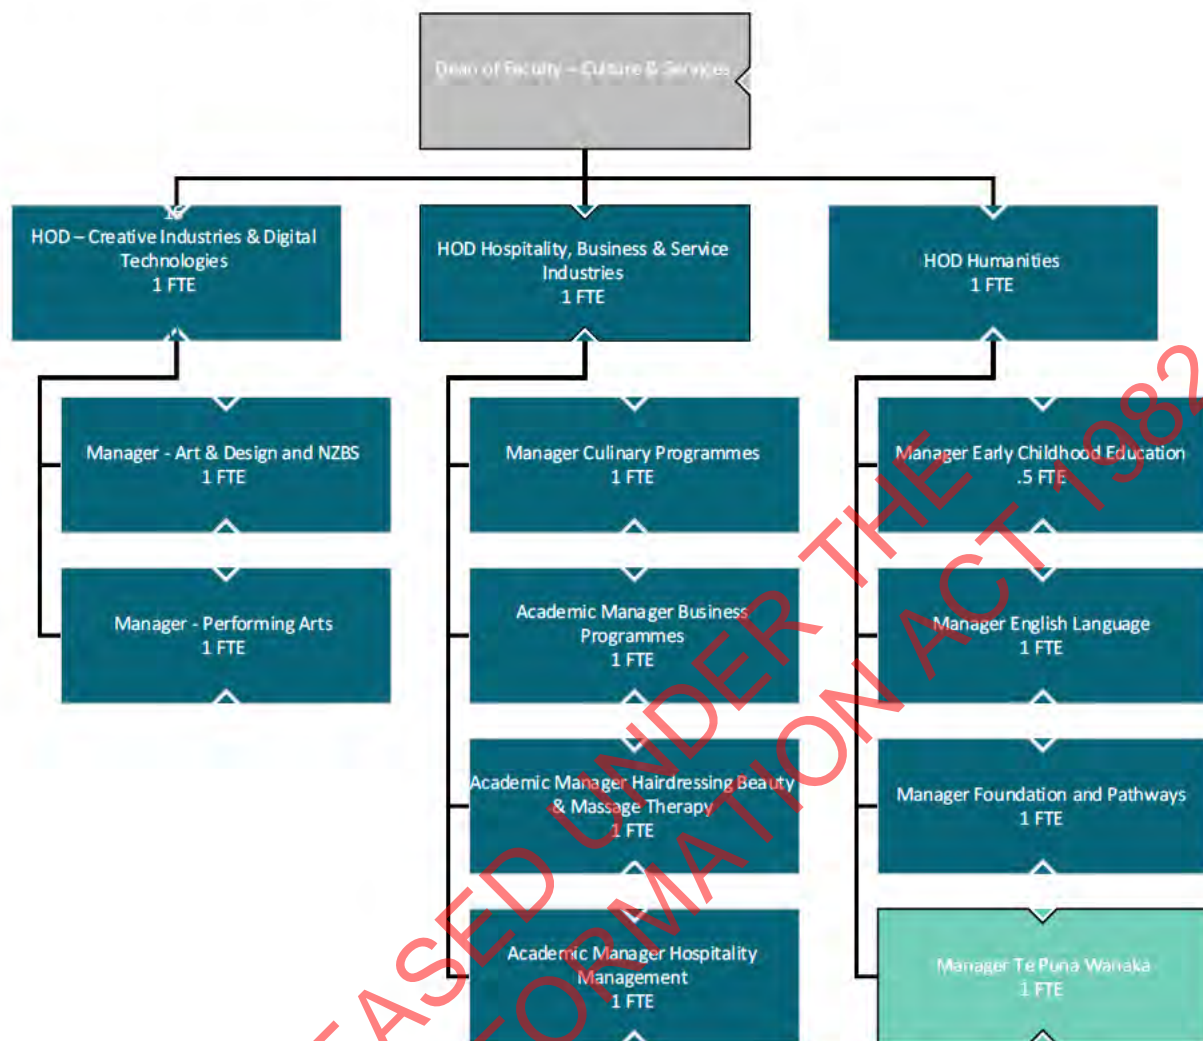 Dean of Faculty – Culture & Services
HOD – Creative Industries & Digital
Technologies
1 FTE
HOD Hospitality, Business & Service
Industries
1 FTE
HOD Humanities
1 FTE
Manager - Art & Design and NZBS
1 FTE
Manager - Performing Arts
1 FTE
Manager Culinary Programmes
1 FTE
Academic Manager Business
Programmes
1 FTE
Academic Manager Hairdressing Beauty
& Massage Therapy
1 FTE
Academic Manager Hospitality
Management
1 FTE
Manager Early Childhood Education
.5 FTE
Manager English Language
1 FTE
Manager Foundation and Pathways
1 FTE
Manager Te Puna Wanaka
1 FTE
EASED UNDER THE
FORMATION ACT 1982